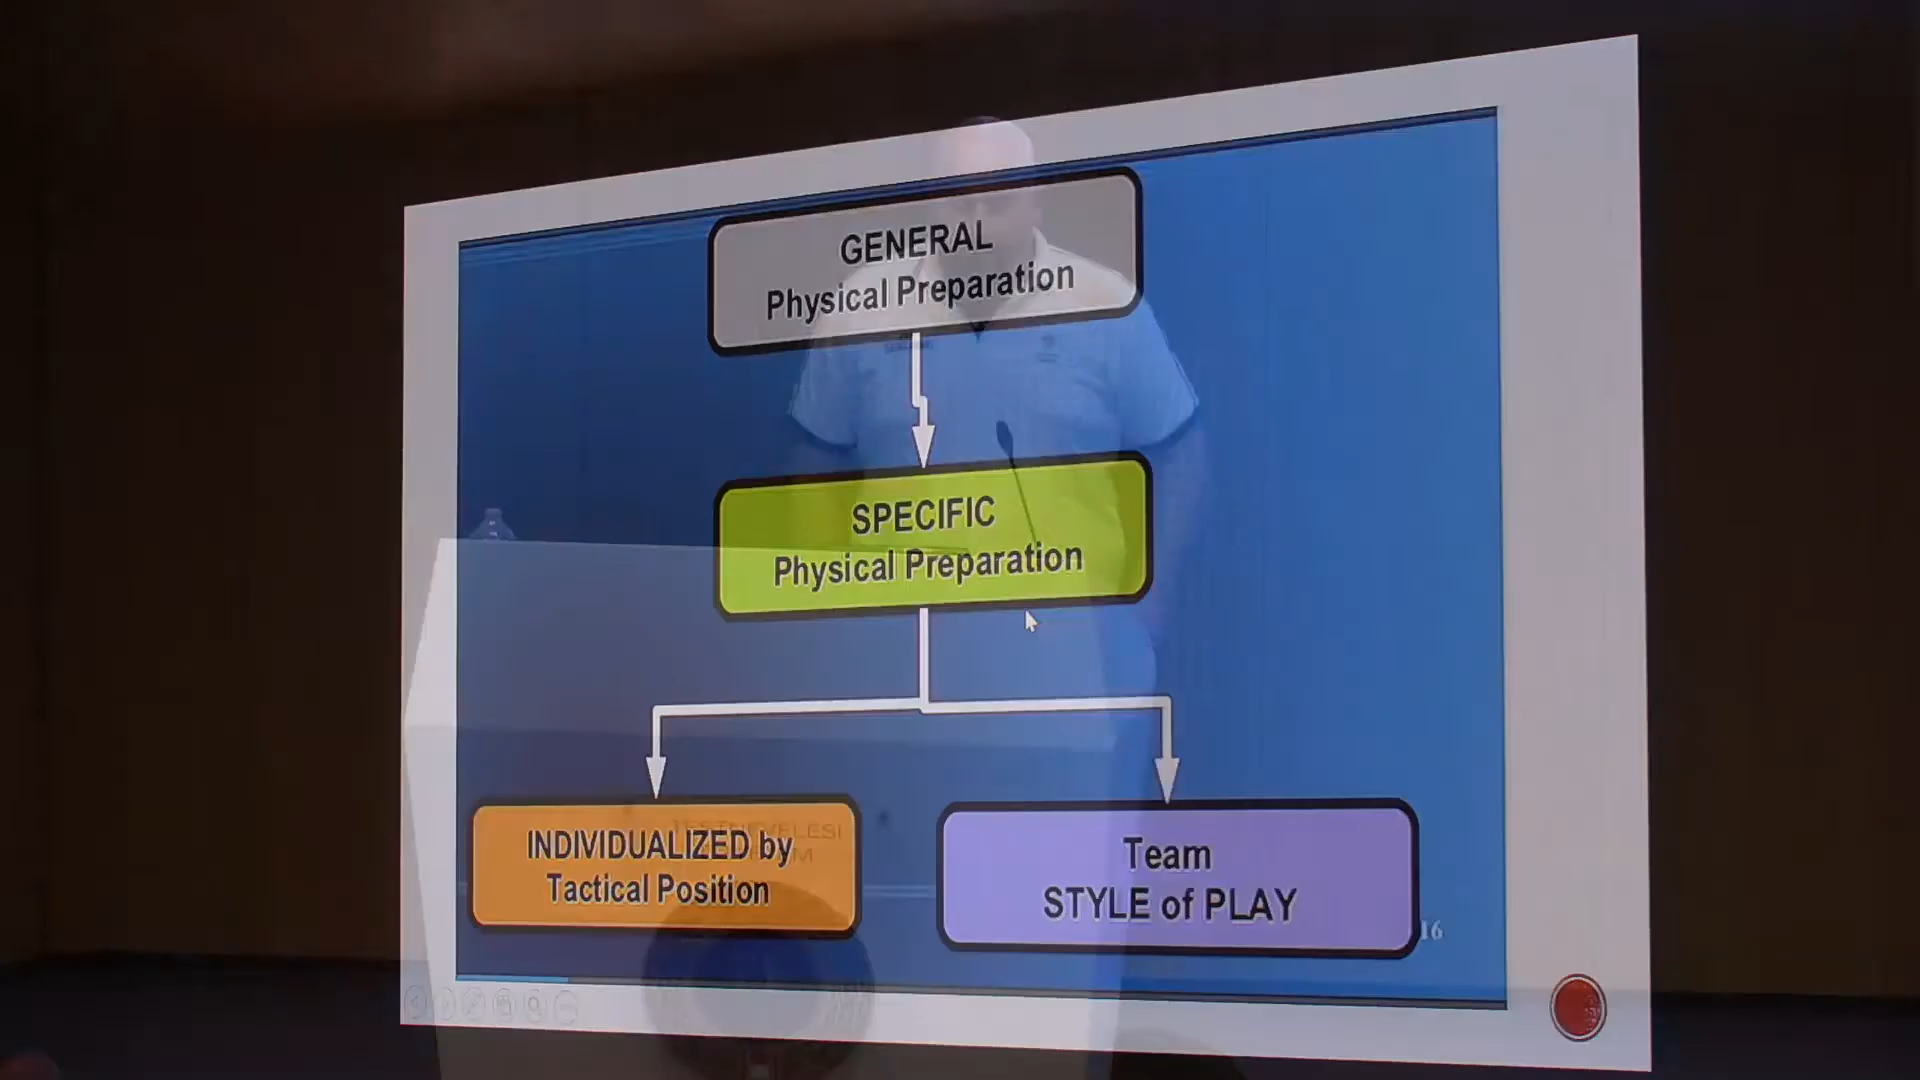 GENERAL
Physical Preparation
SPECIFIC
Physical Preparation
INDIVIDUALIZED by
Tactical Position
Team
STYLE of PLAY
16